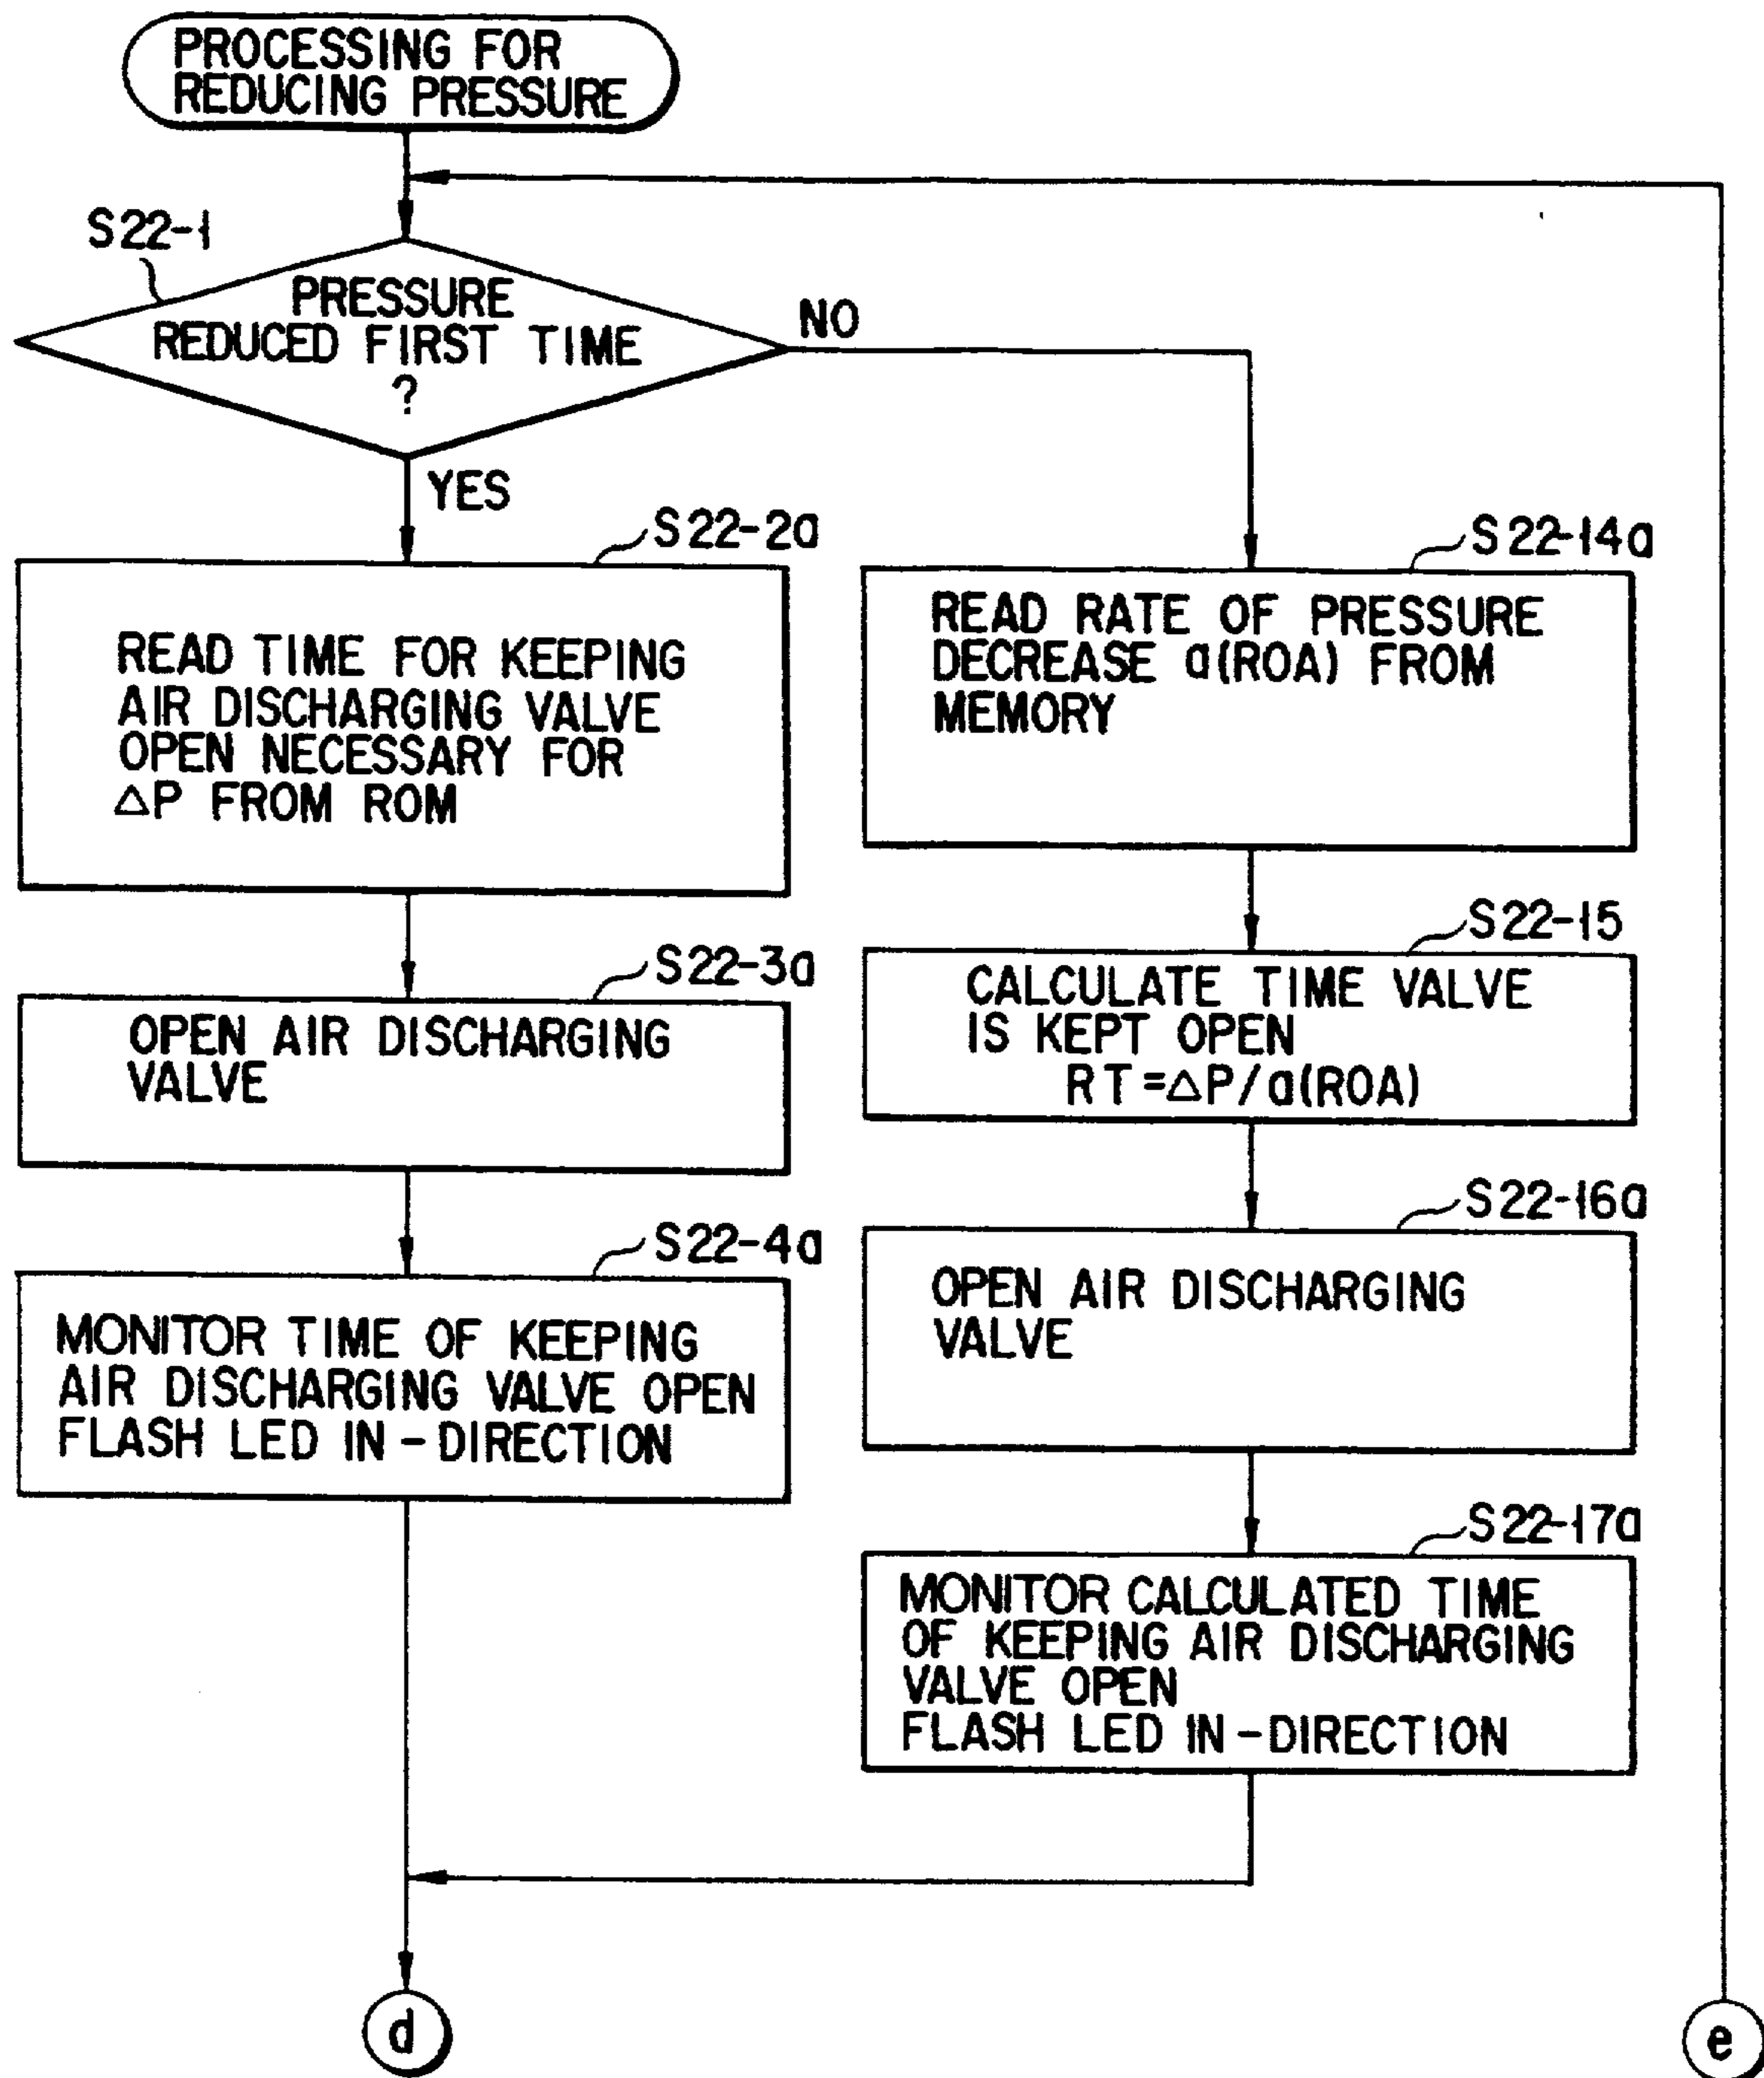 PROCESSING FOR
REDUCING PRESSURE
S22-1
PRESSURE
REDUCED FIRST TIME
?
NO
YES
S22-2a
READ TIME FOR KEEPING
AIR DISCHARGING VALVE
OPEN NECESSARY FOR
△P FROM ROM
S22-3a
OPEN AIR DISCHARGING
VALVE
S22-4a
MONITOR TIME OF KEEPING
AIR DISCHARGING VALVE OPEN
FLASH LED IN -DIRECTION
S22-14a
READ RATE OF PRESSURE
DECREASE a(ROA) FROM
MEMORY
S22-15
CALCULATE TIME VALVE
IS KEPT OPEN
RT=△P/a(ROA)
S22-16a
OPEN AIR DISCHARGING
VALVE
S22-17a
MONITOR CALCULATED TIME
OF KEEPING AIR DISCHARGING
VALVE OPEN
FLASH LED IN -DIRECTION
d
e